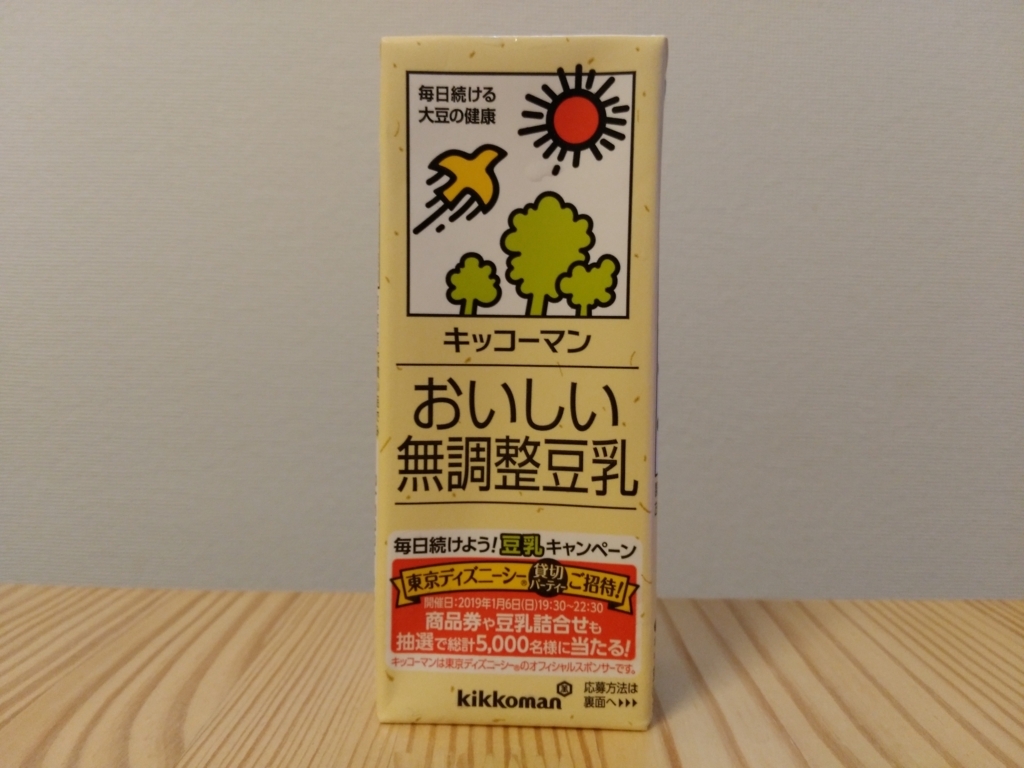 毎日続ける
大豆の健康
キッコーマン
おいしい
無調整豆乳
毎日続けよう!豆乳キャンペーン
東京ディズニーシー®貸切パーティーご招待!
開催日:2019年1月6日(日)19:30~22:30
商品券や豆乳詰合せも
抽選で総計5,000名様に当たる!
キッコーマンは東京ディズニーシー®のオフィシャルスポンサーです。
kikkoman
応募方法は
裏面へ